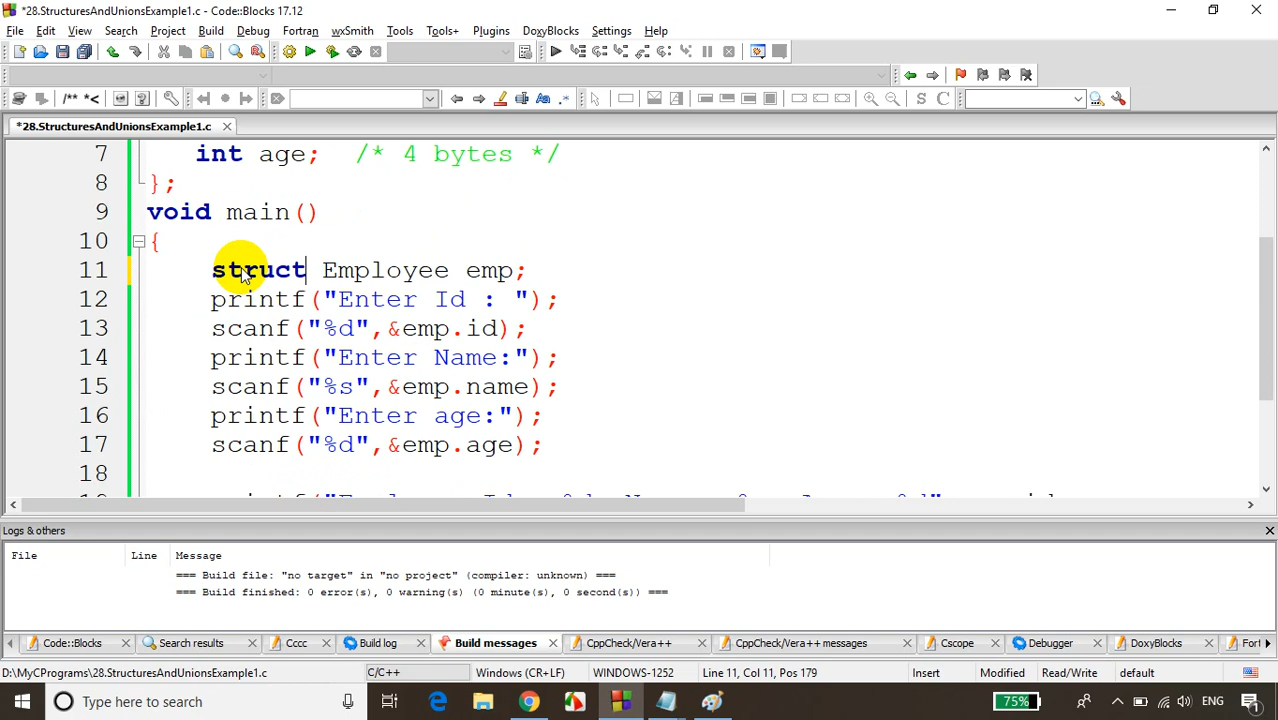 *28.StructuresAndUnionsExample1.c - Code::Blocks 17.12
File Edit View Search Project Build Debug Fortran wxSmith Tools Tools+ Plugins DoxyBlocks Settings Help
/** *<
S C
*28.StructuresAndUnionsExample1.c
7 int age; /* 4 bytes */
8 };
9 void main()
10 {
11 struct Employee emp;
12 printf("Enter Id : ");
13 scanf("%d",&emp.id);
14 printf("Enter Name:");
15 scanf("%s",&emp.name);
16 printf("Enter age:");
17 scanf("%d",&emp.age);
18
Logs & others
File Line Message
=== Build file: "no target" in "no project" (compiler: unknown) ===
=== Build finished: 0 error(s), 0 warning(s) (0 minute(s), 0 second(s)) ===
Code::Blocks Search results Cccc Build log Build messages CppCheck/Vera++ CppCheck/Vera++ messages Cscope Debugger DoxyBlocks Fort
D:\MyCPrograms\28.StructuresAndUnionsExample1.c C/C++ Windows (CR+LF) WINDOWS-1252 Line 11, Col 11, Pos 179 Insert Modified Read/Write default
Type here to search 75% ENG